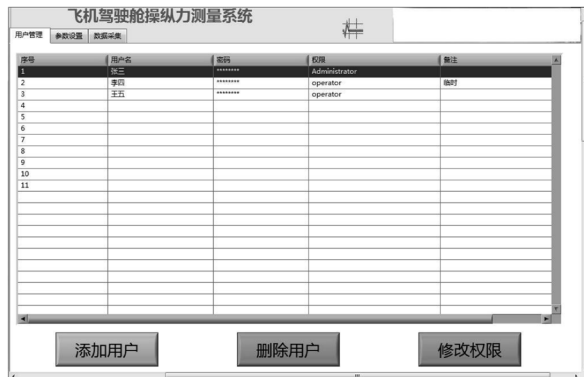 飞机驾驶舱操纵力测量系统
用户管理 参数设置 数据采集
序号 用户名 密码 权限 备注
1 张三 ******** Administrator
2 李四 ******** operator 临时
3 王五 ******** operator
4
5
6
7
8
9
10
11
添加用户 删除用户 修改权限